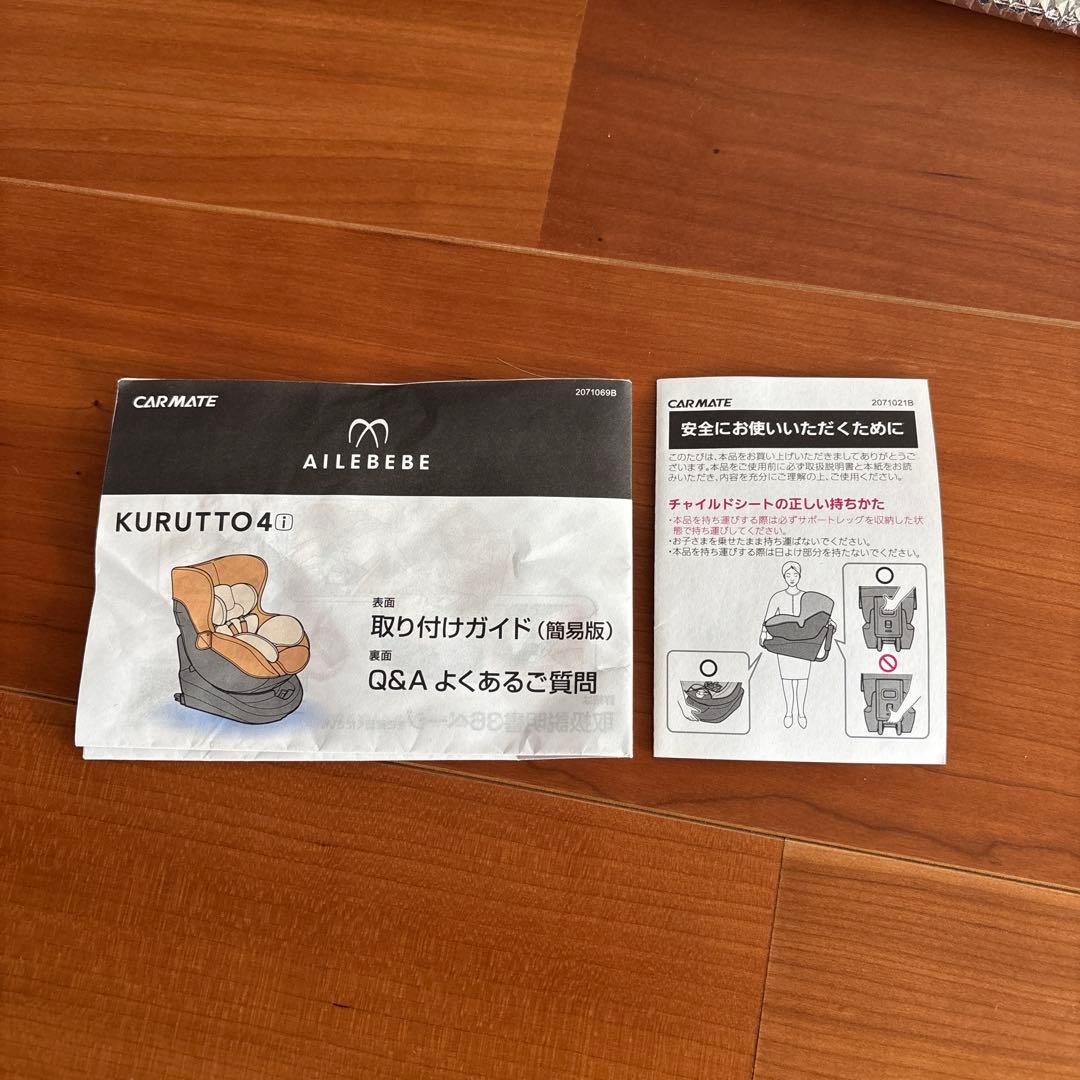 CARMATE
2071069B
AILEBEBE
KURUTTO4i
表面
取り付けガイド（簡易版）
裏面
Q&A よくあるご質問
CARMATE
2071021B
安全にお使いいただくために
このたびは、本品をお買い上げいただきましてありがとうご
ざいます。本品をご使用前に必ず取扱説明書と本紙をお読
みいただき、内容を充分にご理解の上、ご使用ください。
チャイルドシートの正しい持ちかた
・本品を持ち運びする際は必ずサポートレッグを収納した状
態で持ち運びしてください。
・お子さまを乗せたまま持ち運ばないでください。
・本品を持ち運びする際は日よけ部分を持たないでください。